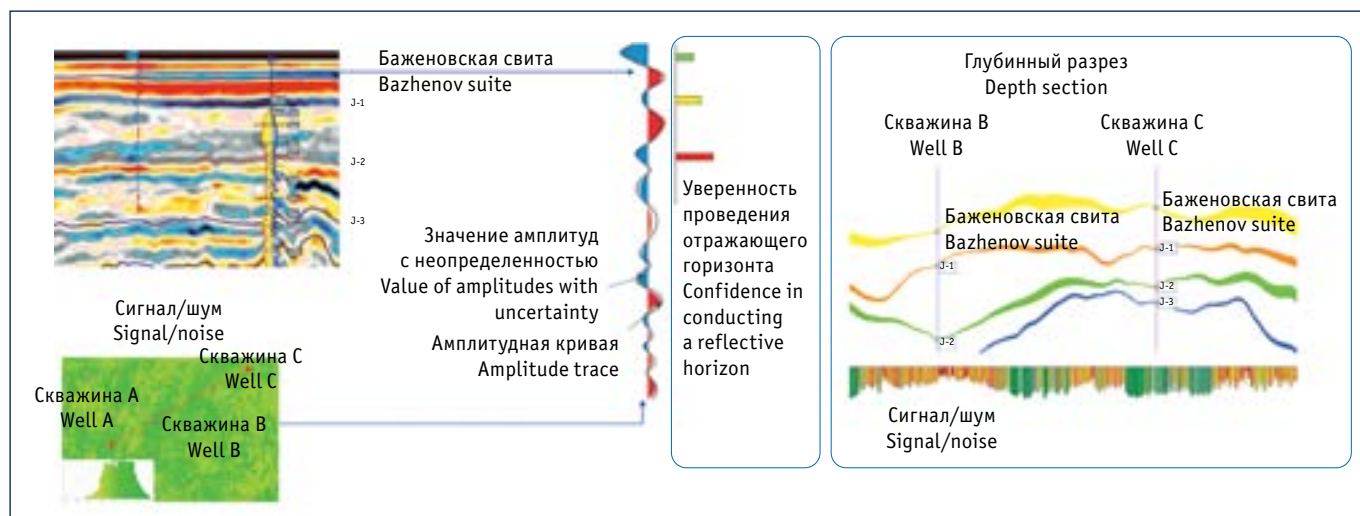 Баженовская свита
Bazhenov suite
J-1
J-2
J-3
Значение амплитуд
с неопределенностью
Value of amplitudes with
uncertainty
Амплитудная кривая
Amplitude trace
Сигнал/шум
Signal/noise
Скважина C
Well C
Скважина A
Well A
Скважина B
Well B
Уверенность
проведения
отражающего
горизонта
Confidence in
conducting
a reflective
horizon
Глубинный разрез
Depth section
Скважина B
Well B
Скважина C
Well C
Баженовская свита
Bazhenov suite
Баженовская свита
Bazhenov suite
J-1
J-1
J-2
J-3
J-2
Сигнал/шум
Signal/noise